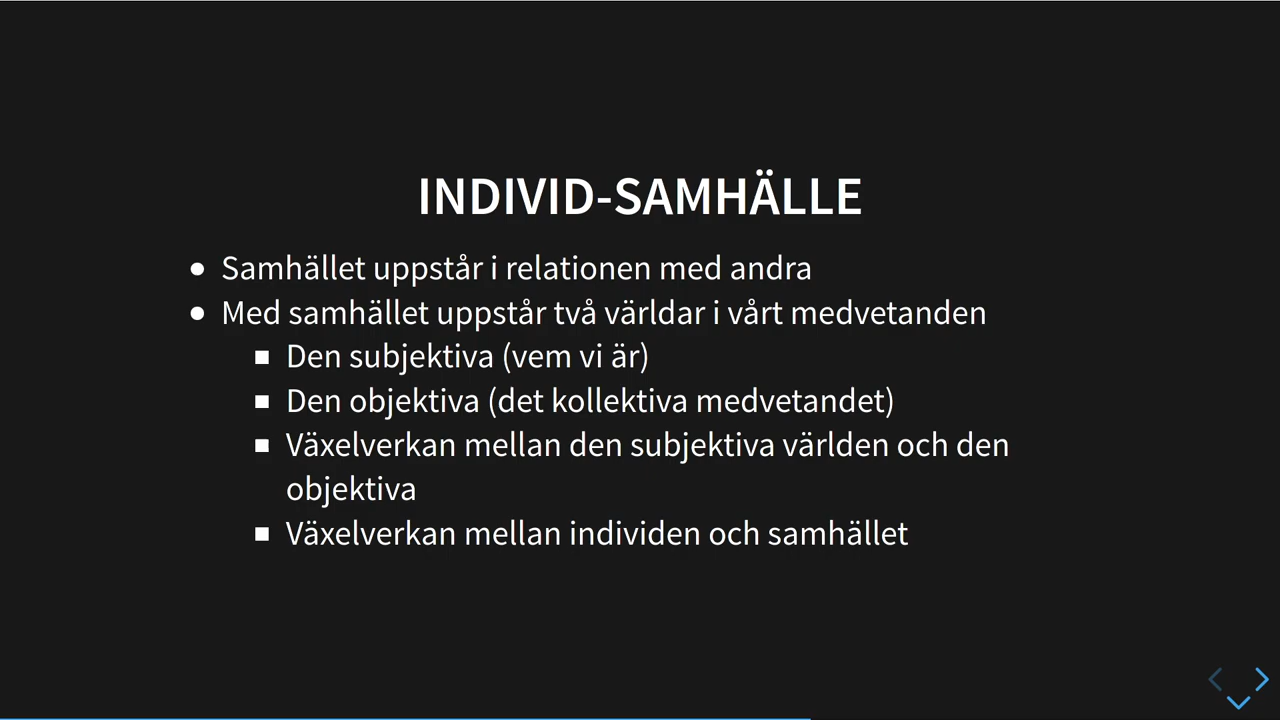 INDIVID-SAMHÄLLE
Samhället uppstår i relationen med andra
Med samhället uppstår två världar i vårt medvetanden
Den subjektiva (vem vi är)
Den objektiva (det kollektiva medvetandet)
Växelverkan mellan den subjektiva världen och den
objektiva
Växelverkan mellan individen och samhället